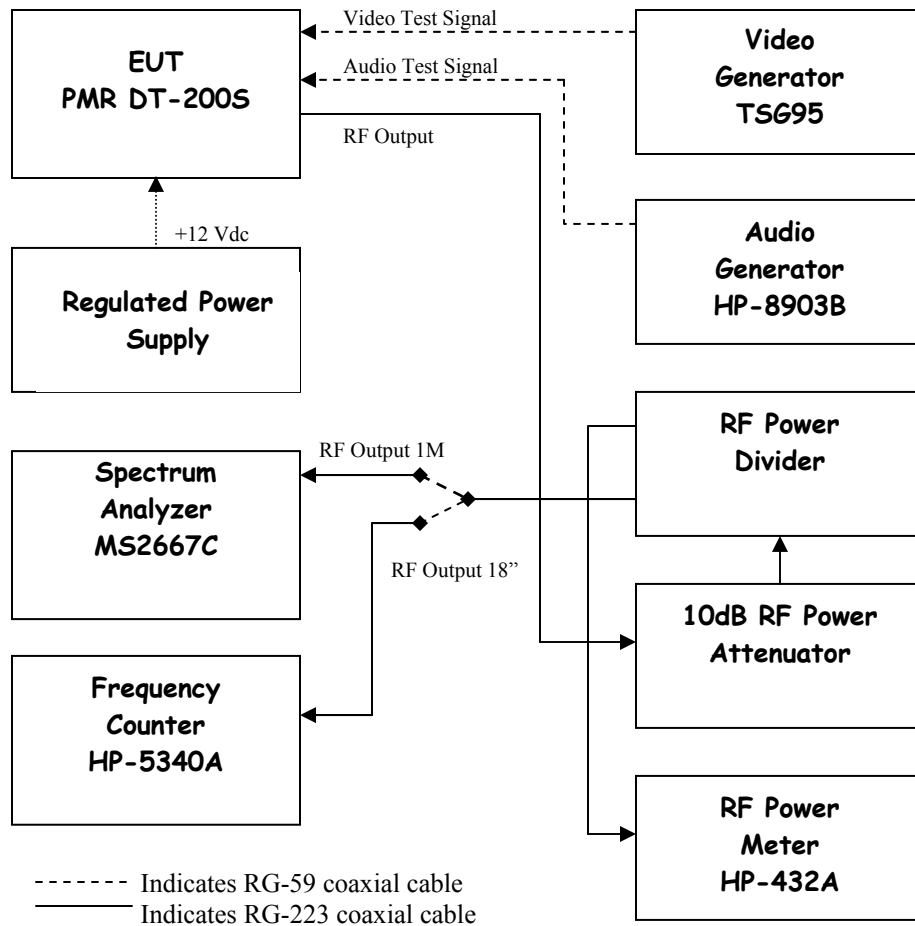 Video Test Signal
EUT
PMR DT-200S
Audio Test Signal
RF Output
Video
Generator
TSG95
+12 Vdc
Regulated Power
Supply
Audio
Generator
HP-8903B
RF Output 1M
Spectrum
Analyzer
MS2667C
RF Output 18”
RF Power
Divider
10dB RF Power
Attenuator
Frequency
Counter
HP-5340A
RF Power
Meter
HP-432A
Indicates RG-59 coaxial cable
Indicates RG-223 coaxial cable